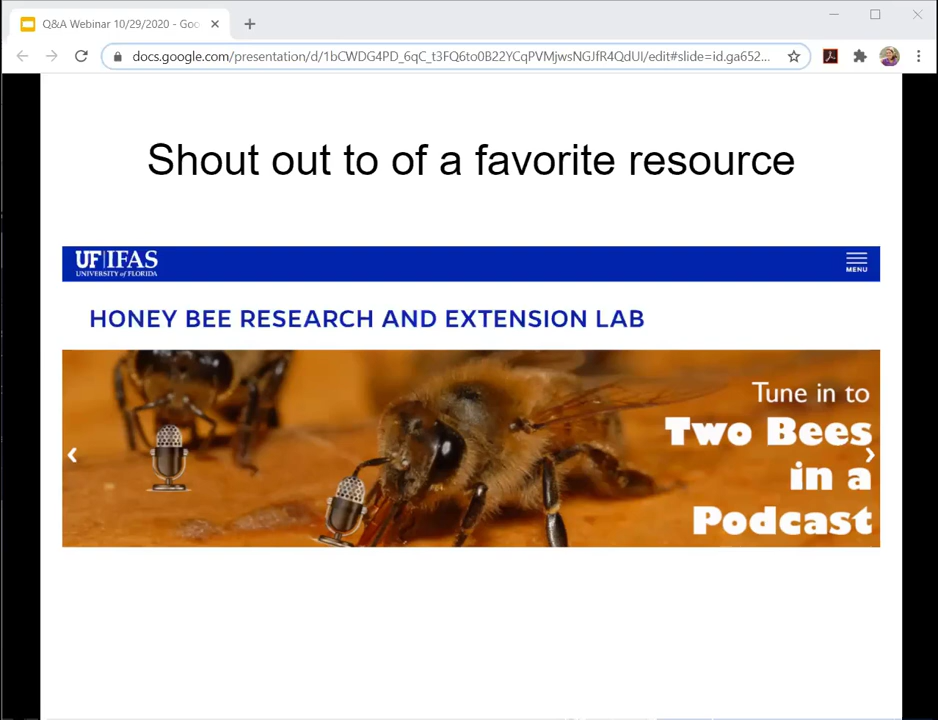 Q&A Webinar 10/29/2020 - Goo
docs.google.com/presentation/d/1bCWDG4PD_6qC_t3FQ6to0B22YCqPVMjwsNGJfR4QdUI/edit#slide=id.ga652...
Shout out to of a favorite resource
UF|IFAS
UNIVERSITY of FLORIDA
MENU
HONEY BEE RESEARCH AND EXTENSION LAB
Tune in to
Two Bees
in a
Podcast